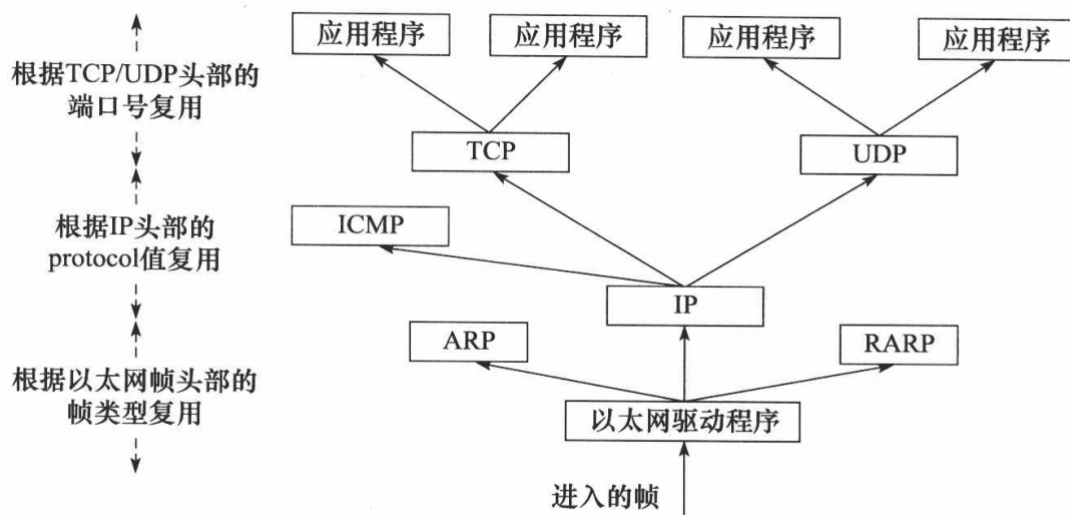 应用程序
应用程序
应用程序
应用程序
根据TCP/UDP头部的
端口号复用
TCP
UDP
ICMP
根据IP头部的
protocol值复用
IP
ARP
RARP
根据以太网帧头部的
帧类型复用
以太网驱动程序
进入的帧